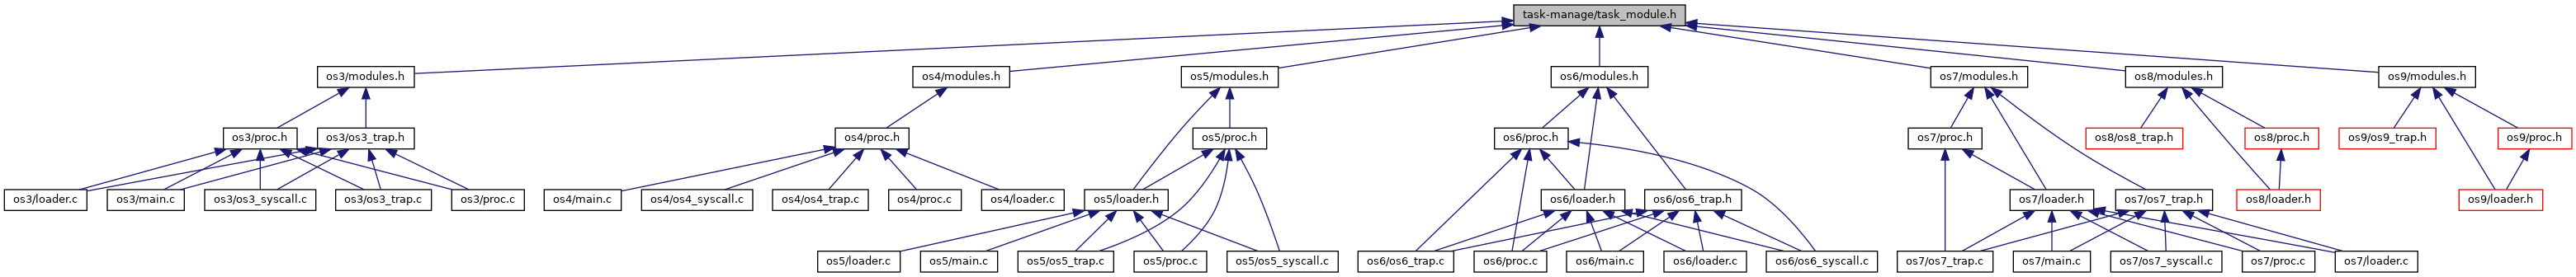 task-manage/task_module.h
os3/modules.h
os4/modules.h
os5/modules.h
os6/modules.h
os7/modules.h
os8/modules.h
os9/modules.h
os3/proc.h
os3/os3_trap.h
os4/proc.h
os5/proc.h
os6/proc.h
os7/proc.h
os8/os8_trap.h
os8/proc.h
os9/os9_trap.h
os9/proc.h
os3/loader.c
os3/main.c
os3/os3_syscall.c
os3/os3_trap.c
os3/proc.c
os4/main.c
os4/os4_syscall.c
os4/os4_trap.c
os4/proc.c
os4/loader.c
os5/loader.h
os6/loader.h
os6/os6_trap.h
os7/loader.h
os7/os7_trap.h
os8/loader.h
os9/loader.h
os5/loader.c
os5/main.c
os5/os5_trap.c
os5/proc.c
os5/os5_syscall.c
os6/os6_trap.c
os6/proc.c
os6/main.c
os6/loader.c
os6/os6_syscall.c
os7/os7_trap.c
os7/main.c
os7/os7_syscall.c
os7/proc.c
os7/loader.c